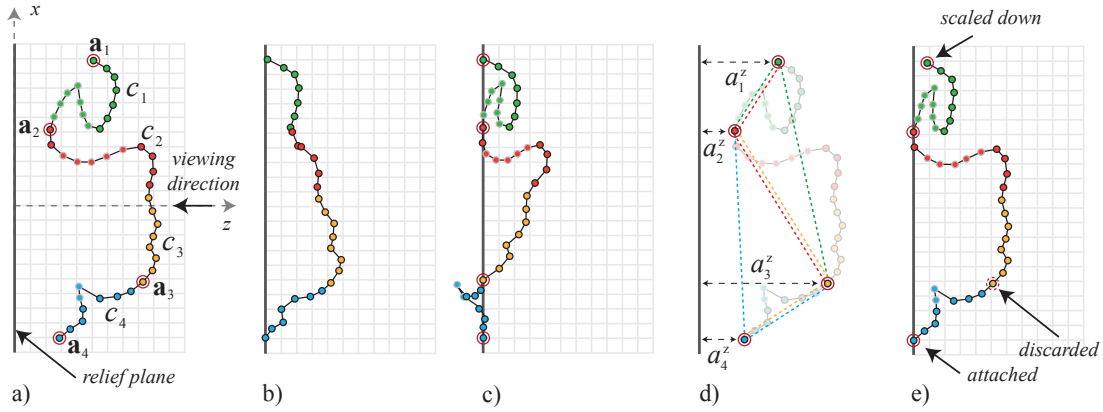 x
a₁
c₁
a₂
c₂
viewing
direction
z
c₃
a₃
c₄
a₄
relief plane
a)
b)
c)
a₁ᶻ
a₂ᶻ
a₃ᶻ
a₄ᶻ
d)
scaled down
discarded
attached
e)